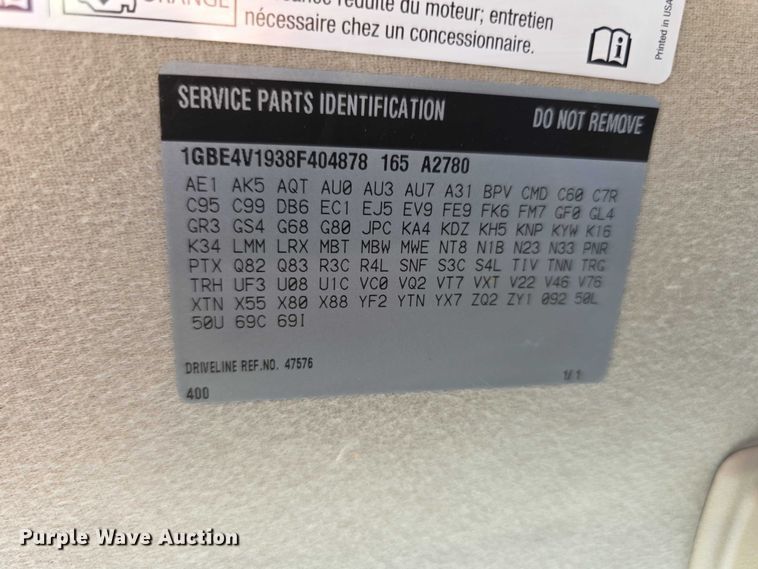 ORANGE
réduite du moteur; entretien
nécessaire chez un concessionnaire.
Printed in USA
SERVICE PARTS IDENTIFICATION DO NOT REMOVE
1GBE4V1938F404878 165 A2780
AE1 AK5 AQT AU0 AU3 AU7 A31 BPV CMD C60 C7R
C95 C99 DB6 EC1 EJ5 EV9 FE9 FK6 FM7 GF0 GL4
GR3 GS4 G68 G80 JPC KA4 KDZ KH5 KNP KYW K16
K34 LMM LRX MBT MBW MWE NT8 N1B N23 N33 PNR
PTX Q82 Q83 R3C R4L SNF S3C S4L TIV TNN TRG
TRH UF3 U08 U1C VC0 VQ2 VT7 VXT V22 V46 V76
XTN X55 X80 X88 YF2 YTN YX7 ZQ2 ZY1 092 50L
50U 69C 69I
DRIVELINE REF.NO. 47576
400 1/1
Purple Wave Auction